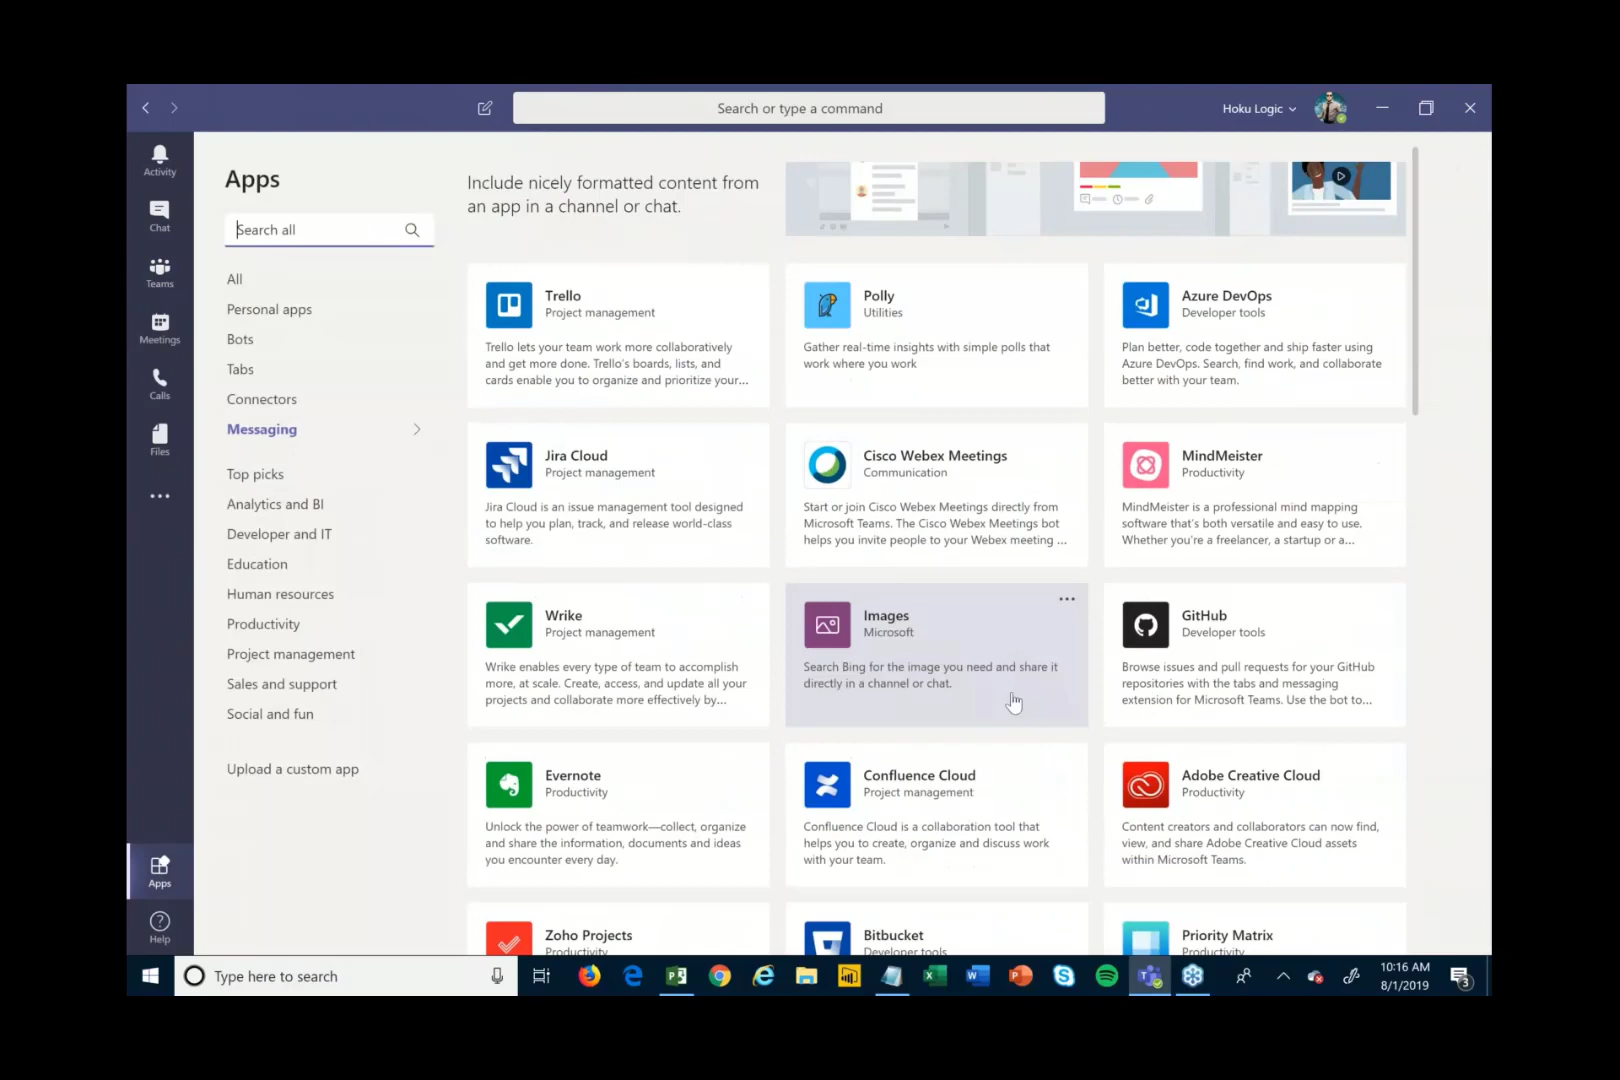 Search or type a command
Hoku Logic
Activity
Chat
Teams
Meetings
Calls
Files
Apps
Help
Apps
Search all
All
Personal apps
Bots
Tabs
Connectors
Messaging
Top picks
Analytics and BI
Developer and IT
Education
Human resources
Productivity
Project management
Sales and support
Social and fun
Upload a custom app
Include nicely formatted content from
an app in a channel or chat.
Trello
Project management
Trello lets your team work more collaboratively
and get more done. Trello's boards, lists, and
cards enable you to organize and prioritize your...
Polly
Utilities
Gather real-time insights with simple polls that
work where you work
Azure DevOps
Developer tools
Plan better, code together and ship faster using
Azure DevOps. Search, find work, and collaborate
better with your team.
Jira Cloud
Project management
Jira Cloud is an issue management tool designed
to help you plan, track, and release world-class
software.
Cisco Webex Meetings
Communication
Start or join Cisco Webex Meetings directly from
Microsoft Teams. The Cisco Webex Meetings bot
helps you invite people to your Webex meeting ...
MindMeister
Productivity
MindMeister is a professional mind mapping
software that's both versatile and easy to use.
Whether you're a freelancer, a startup or a...
Wrike
Project management
Wrike enables every type of team to accomplish
more, at scale. Create, access, and update all your
projects and collaborate more effectively by...
Images
Microsoft
Search Bing for the image you need and share it
directly in a channel or chat.
GitHub
Developer tools
Browse issues and pull requests for your GitHub
repositories with the tabs and messaging
extension for Microsoft Teams. Use the bot to...
Evernote
Productivity
Unlock the power of teamwork—collect, organize
and share the information, documents and ideas
you encounter every day.
Confluence Cloud
Project management
Confluence Cloud is a collaboration tool that
helps you to create, organize and discuss work
with your team.
Adobe Creative Cloud
Productivity
Content creators and collaborators can now find,
view, and share Adobe Creative Cloud assets
within Microsoft Teams.
Zoho Projects
Productivity
Bitbucket
Developer tools
Priority Matrix
Productivity
Type here to search
10:16 AM
8/1/2019
3